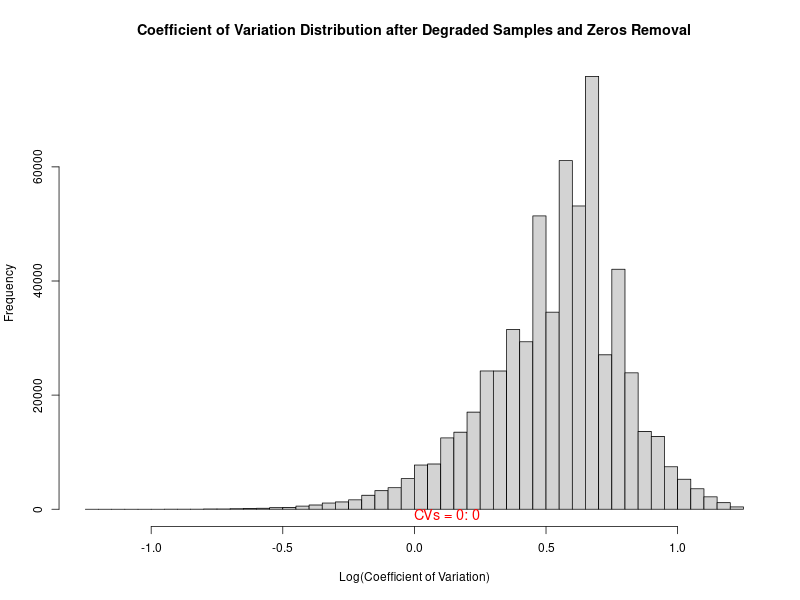 Coefficient of Variation Distribution after Degraded Samples and Zeros Removal
Frequency
60000
40000
20000
0
CVs = 0: 0
-1.0 -0.5 0.0 0.5 1.0
Log(Coefficient of Variation)